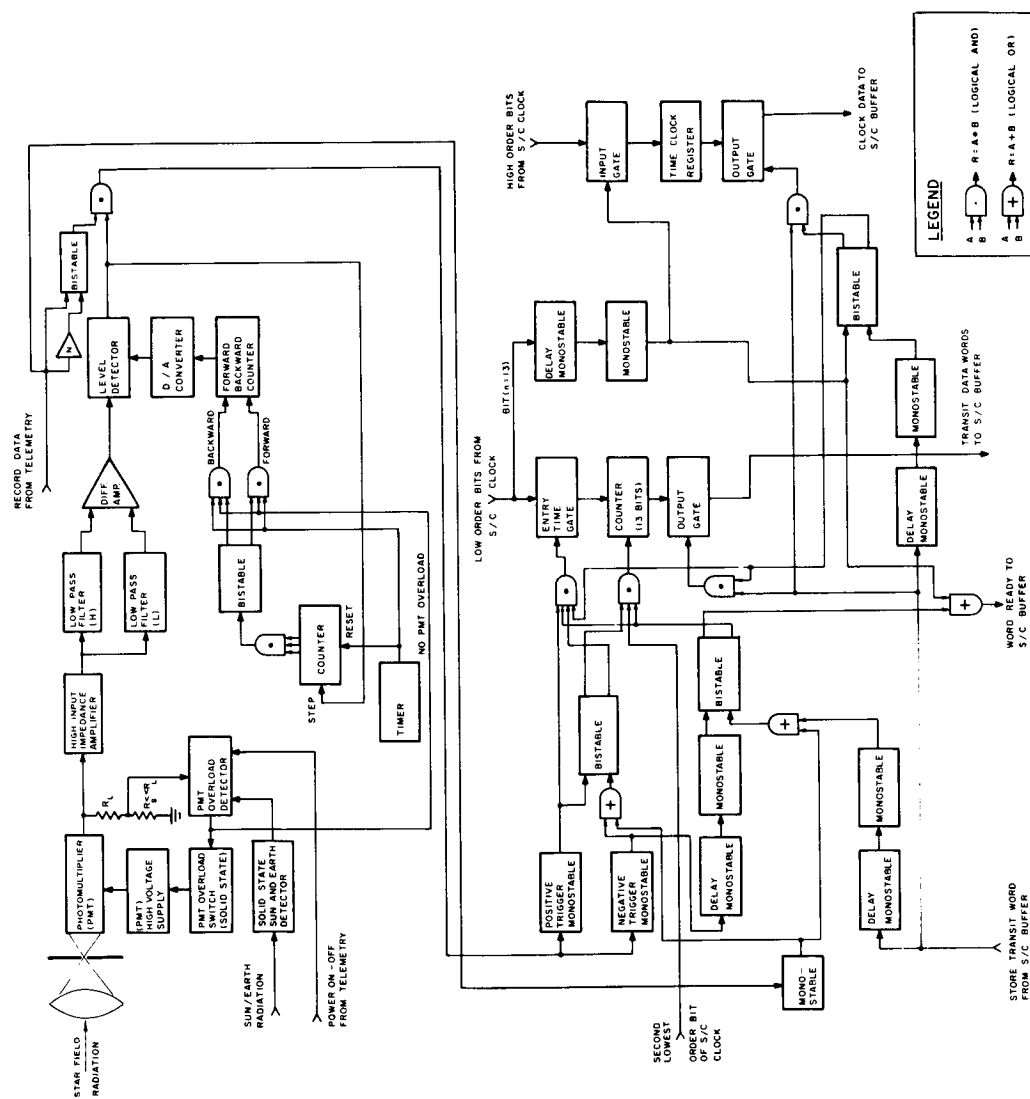 STAR FIELD
RADIATION
PHOTOMULTIPLIER
(PMT)
(PMT)
HIGH VOLTAGE
SUPPLY
PMT OVERLOAD
SWITCH
(SOLID STATE)
SOLID STATE
SUN AND EARTH
DETECTOR
SUN/EARTH
RADIATION
POWER ON-OFF
FROM TELEMETRY
R L
R S << R L
PMT
OVERLOAD
DETECTOR
HIGH INPUT
IMPEDANCE
AMPLIFIER
LOW PASS
FILTER
(H)
LOW PASS
FILTER
(L)
DIFF
AMP.
RECORD DATA
FROM TELEMETRY
N
BISTABLE
LEVEL
DETECTOR
D / A
CONVERTER
FORWARD
BACKWARD
COUNTER
BACKWARD
FORWARD
BISTABLE
COUNTER
STEP
RESET
TIMER
NO PMT OVERLOAD
HIGH ORDER BITS
FROM S/C CLOCK
INPUT
GATE
TIME CLOCK
REGISTER
OUTPUT
GATE
CLOCK DATA TO
S/C BUFFER
LOW ORDER BITS FROM
S/C CLOCK
BIT(n=13)
DELAY
MONOSTABLE
MONOSTABLE
ENTRY
TIME
GATE
COUNTER
(13 BITS)
OUTPUT
GATE
BISTABLE
MONOSTABLE
DELAY
MONOSTABLE
TRANSIT DATA WORDS
TO S/C BUFFER
WORD READY TO
S/C BUFFER
POSITIVE
TRIGGER
MONOSTABLE
NEGATIVE
TRIGGER
MONOSTABLE
BISTABLE
DELAY
MONOSTABLE
MONOSTABLE
BISTABLE
SECOND
LOWEST
ORDER BIT
OF S/C
CLOCK
MONO-
STABLE
DELAY
MONOSTABLE
MONOSTABLE
STORE TRANSIT WORD
FROM S/C BUFFER
LEGEND
A
B
R=A•B (LOGICAL AND)
A
B
+
R=A+B (LOGICAL OR)